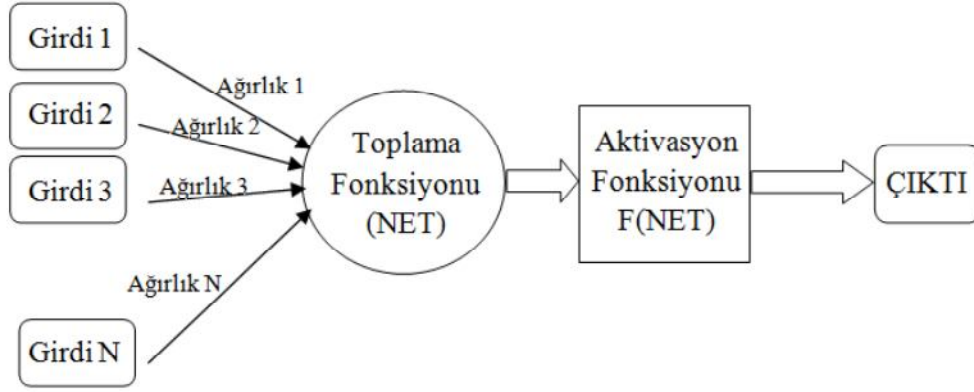 Girdi 1
Ağırlık 1
Girdi 2
Ağırlık 2
Girdi 3
Ağırlık 3
Girdi N
Ağırlık N
Toplama
Fonksiyonu
(NET)
Aktivasyon
Fonksiyonu
F(NET)
ÇIKTI